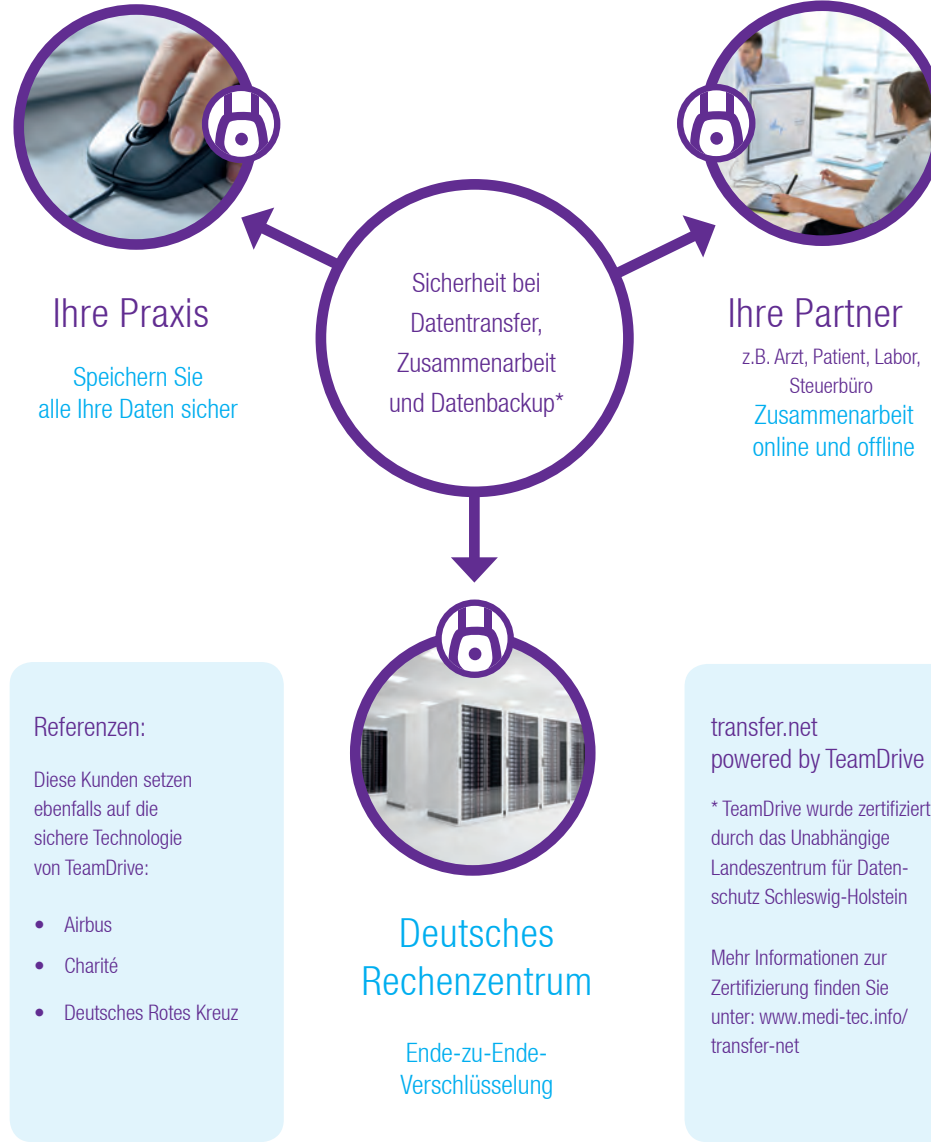 Ihre Praxis
Speichern Sie
alle Ihre Daten sicher
Sicherheit bei
Datentransfer,
Zusammenarbeit
und Datenbackup*
Ihre Partner
z.B. Arzt, Patient, Labor,
Steuerbüro
Zusammenarbeit
online und offline
Deutsches
Rechenzentrum
Ende-zu-Ende-
Verschlüsselung
Referenzen:
Diese Kunden setzen
ebenfalls auf die
sichere Technologie
von TeamDrive:
• Airbus
• Charité
• Deutsches Rotes Kreuz
transfer.net
powered by TeamDrive
* TeamDrive wurde zertifiziert
durch das Unabhängige
Landeszentrum für Daten-
schutz Schleswig-Holstein
Mehr Informationen zur
Zertifizierung finden Sie
unter: www.medi-tec.info/
transfer-net